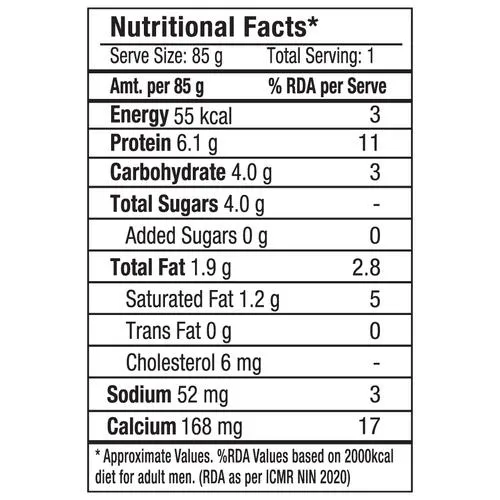 Nutritional Facts*
Serve Size: 85 g Total Serving: 1
Amt. per 85 g % RDA per Serve
Energy 55 kcal 3
Protein 6.1 g 11
Carbohydrate 4.0 g 3
Total Sugars 4.0 g -
Added Sugars 0 g 0
Total Fat 1.9 g 2.8
Saturated Fat 1.2 g 5
Trans Fat 0 g 0
Cholesterol 6 mg -
Sodium 52 mg 3
Calcium 168 mg 17
* Approximate Values. %RDA Values based on 2000kcal
diet for adult men. (RDA as per ICMR NIN 2020)